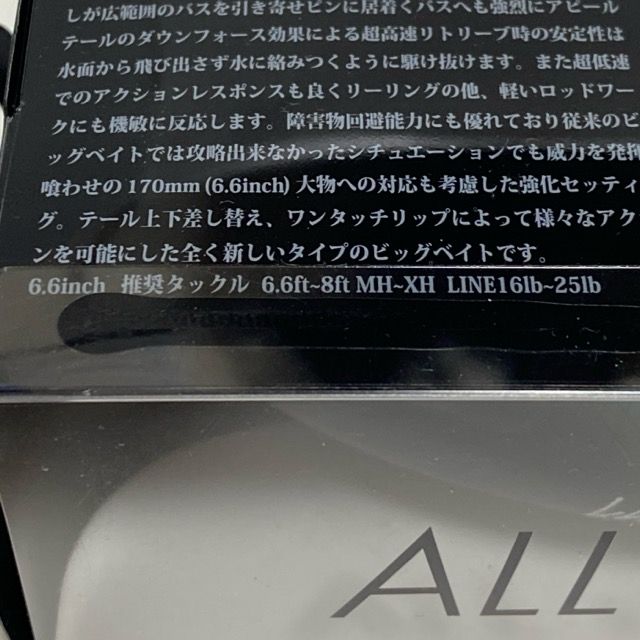 しが広範囲のバスを引き寄せピンに居着くバスへも強烈にアピール
テールのダウンフォース効果による超高速リトリーブ時の安定性は
水面から飛び出さず水に絡みつくように駆け抜けます。また超低速
でのアクションレスポンスも良くリーリングの他、軽いロッドワー
クにも機敏に反応します。障害物回避能力にも優れており従来のビ
ッグベイトでは攻略出来なかったシチュエーションでも威力を発揮
喰わせの170mm (6.6inch) 大物への対応も考慮した強化セッティ
グ。テール上下差し替え、ワンタッチリップによって様々なアク
ンを可能にした全く新しいタイプのビッグベイトです。
6.6inch 推奨タックル 6.6ft~8ft MH~XH LINE16lb~25lb
ALL